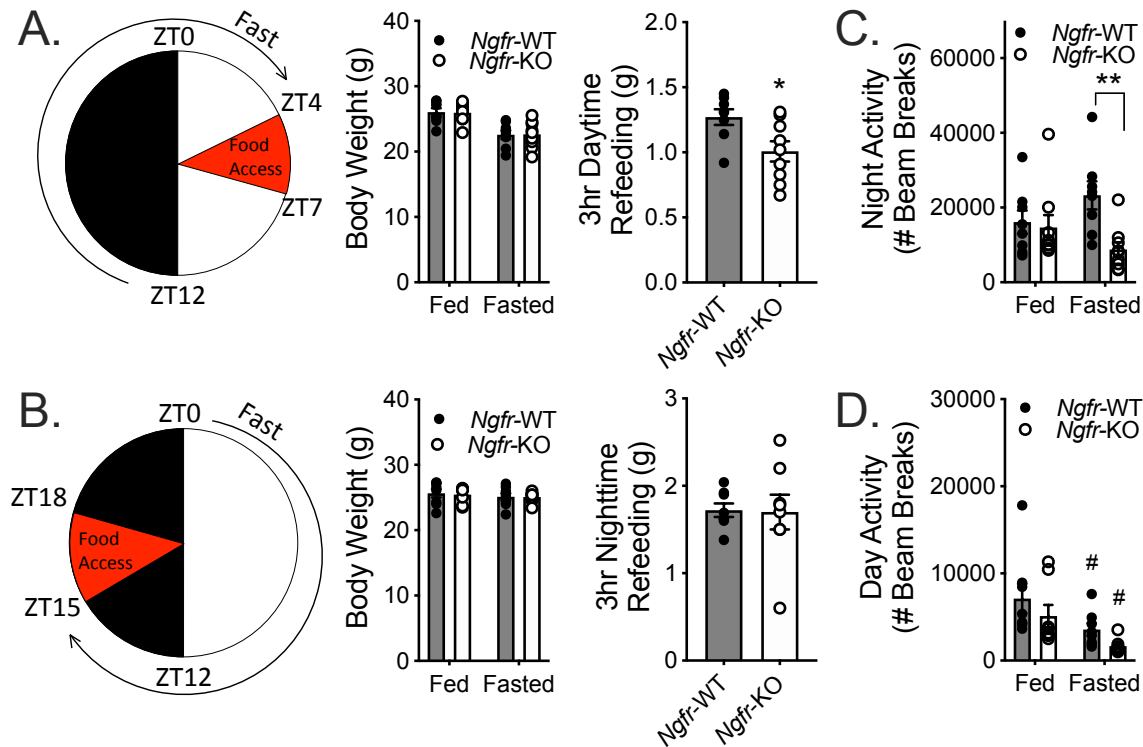 A.
ZT0
Fast
ZT4
Food
Access
ZT7
ZT12
Body Weight (g)
40
30
20
10
0
Ngfr-WT
Ngfr-KO
Fed
Fasted
3hr Daytime
Refeeding (g)
2.0
1.5
1.0
0.5
0.0
*
Ngfr-WT
Ngfr-KO
C.
Night Activity
(# Beam Breaks)
60000
40000
20000
0
Ngfr-WT
Ngfr-KO
**
Fed
Fasted
B.
ZT0
Fast
ZT18
Food
Access
ZT15
ZT12
Body Weight (g)
40
30
20
10
0
Ngfr-WT
Ngfr-KO
Fed
Fasted
3hr Nighttime
Refeeding (g)
3
2
1
0
Ngfr-WT
Ngfr-KO
D.
Day Activity
(# Beam Breaks)
30000
20000
10000
0
Ngfr-WT
Ngfr-KO
#
#
Fed
Fasted